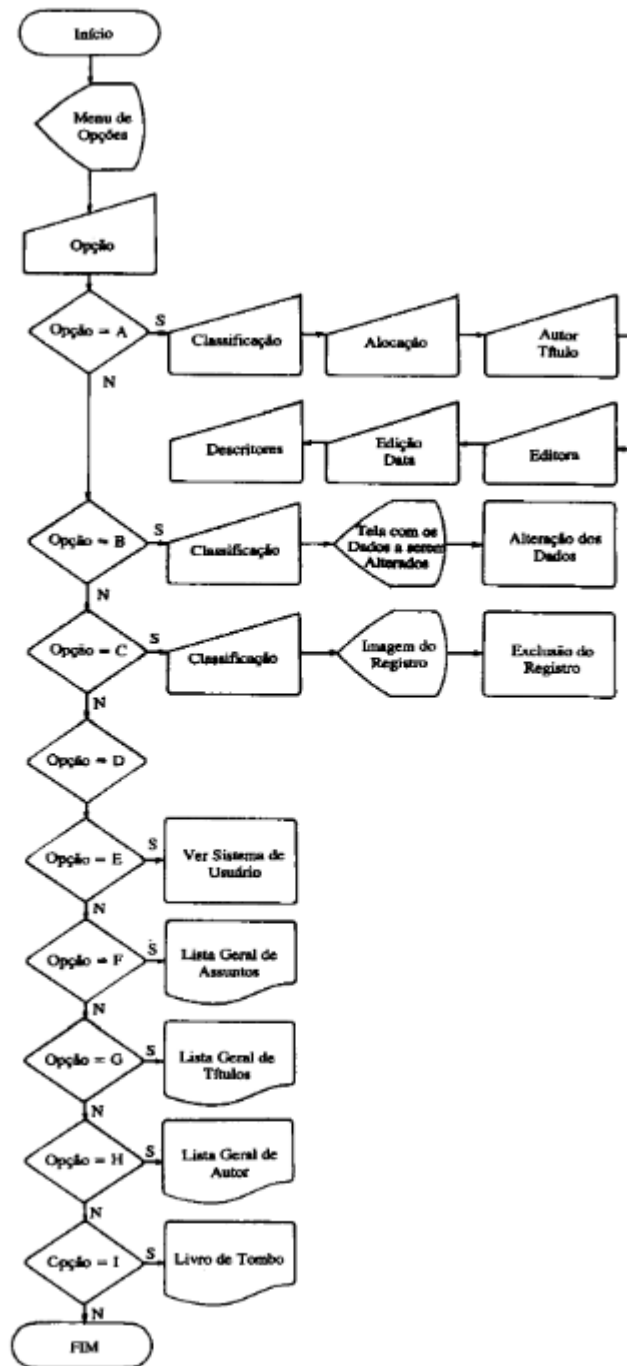 Início
Menu de
Opções
Opção
Opção = A
S
Classificação
Alocação
Autor
Título
N
Descritores
Edição
Data
Editora
Opção = B
S
Classificação
Tela com os
Dados a serem
Alterados
Alteração dos
Dados
N
Opção = C
S
Classificação
Imagem do
Registro
Exclusão do
Registro
N
Opção = D
Opção = E
S
Ver Sistema de
Usuário
N
Opção = F
S
Lista Geral de
Assuntos
N
Opção = G
S
Lista Geral de
Títulos
N
Opção = H
S
Lista Geral de
Autor
N
Opção = I
S
Livro de Tombo
N
FIM